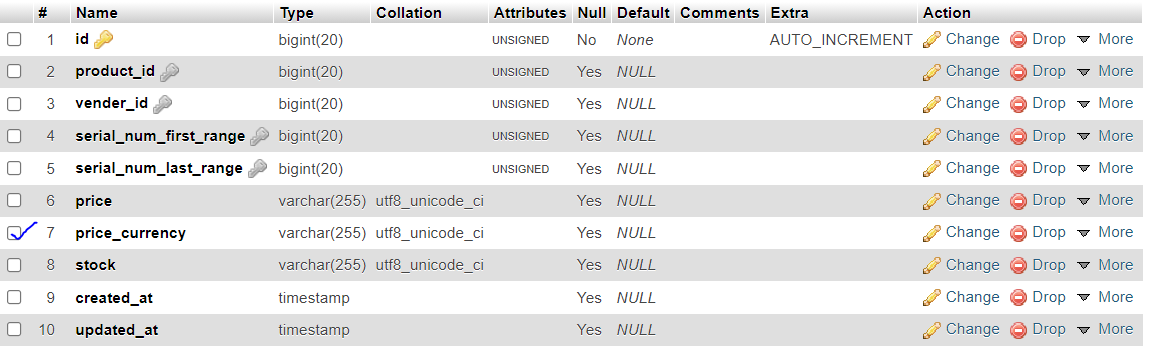 # Name Type Collation Attributes Null Default Comments Extra Action
1 id bigint(20) UNSIGNED No None AUTO_INCREMENT Change Drop More
2 product_id bigint(20) UNSIGNED Yes NULL Change Drop More
3 vender_id bigint(20) UNSIGNED Yes NULL Change Drop More
4 serial_num_first_range bigint(20) UNSIGNED Yes NULL Change Drop More
5 serial_num_last_range bigint(20) UNSIGNED Yes NULL Change Drop More
6 price varchar(255) utf8_unicode_ci Yes NULL Change Drop More
7 price_currency varchar(255) utf8_unicode_ci Yes NULL Change Drop More
8 stock varchar(255) utf8_unicode_ci Yes NULL Change Drop More
9 created_at timestamp Yes NULL Change Drop More
10 updated_at timestamp Yes NULL Change Drop More